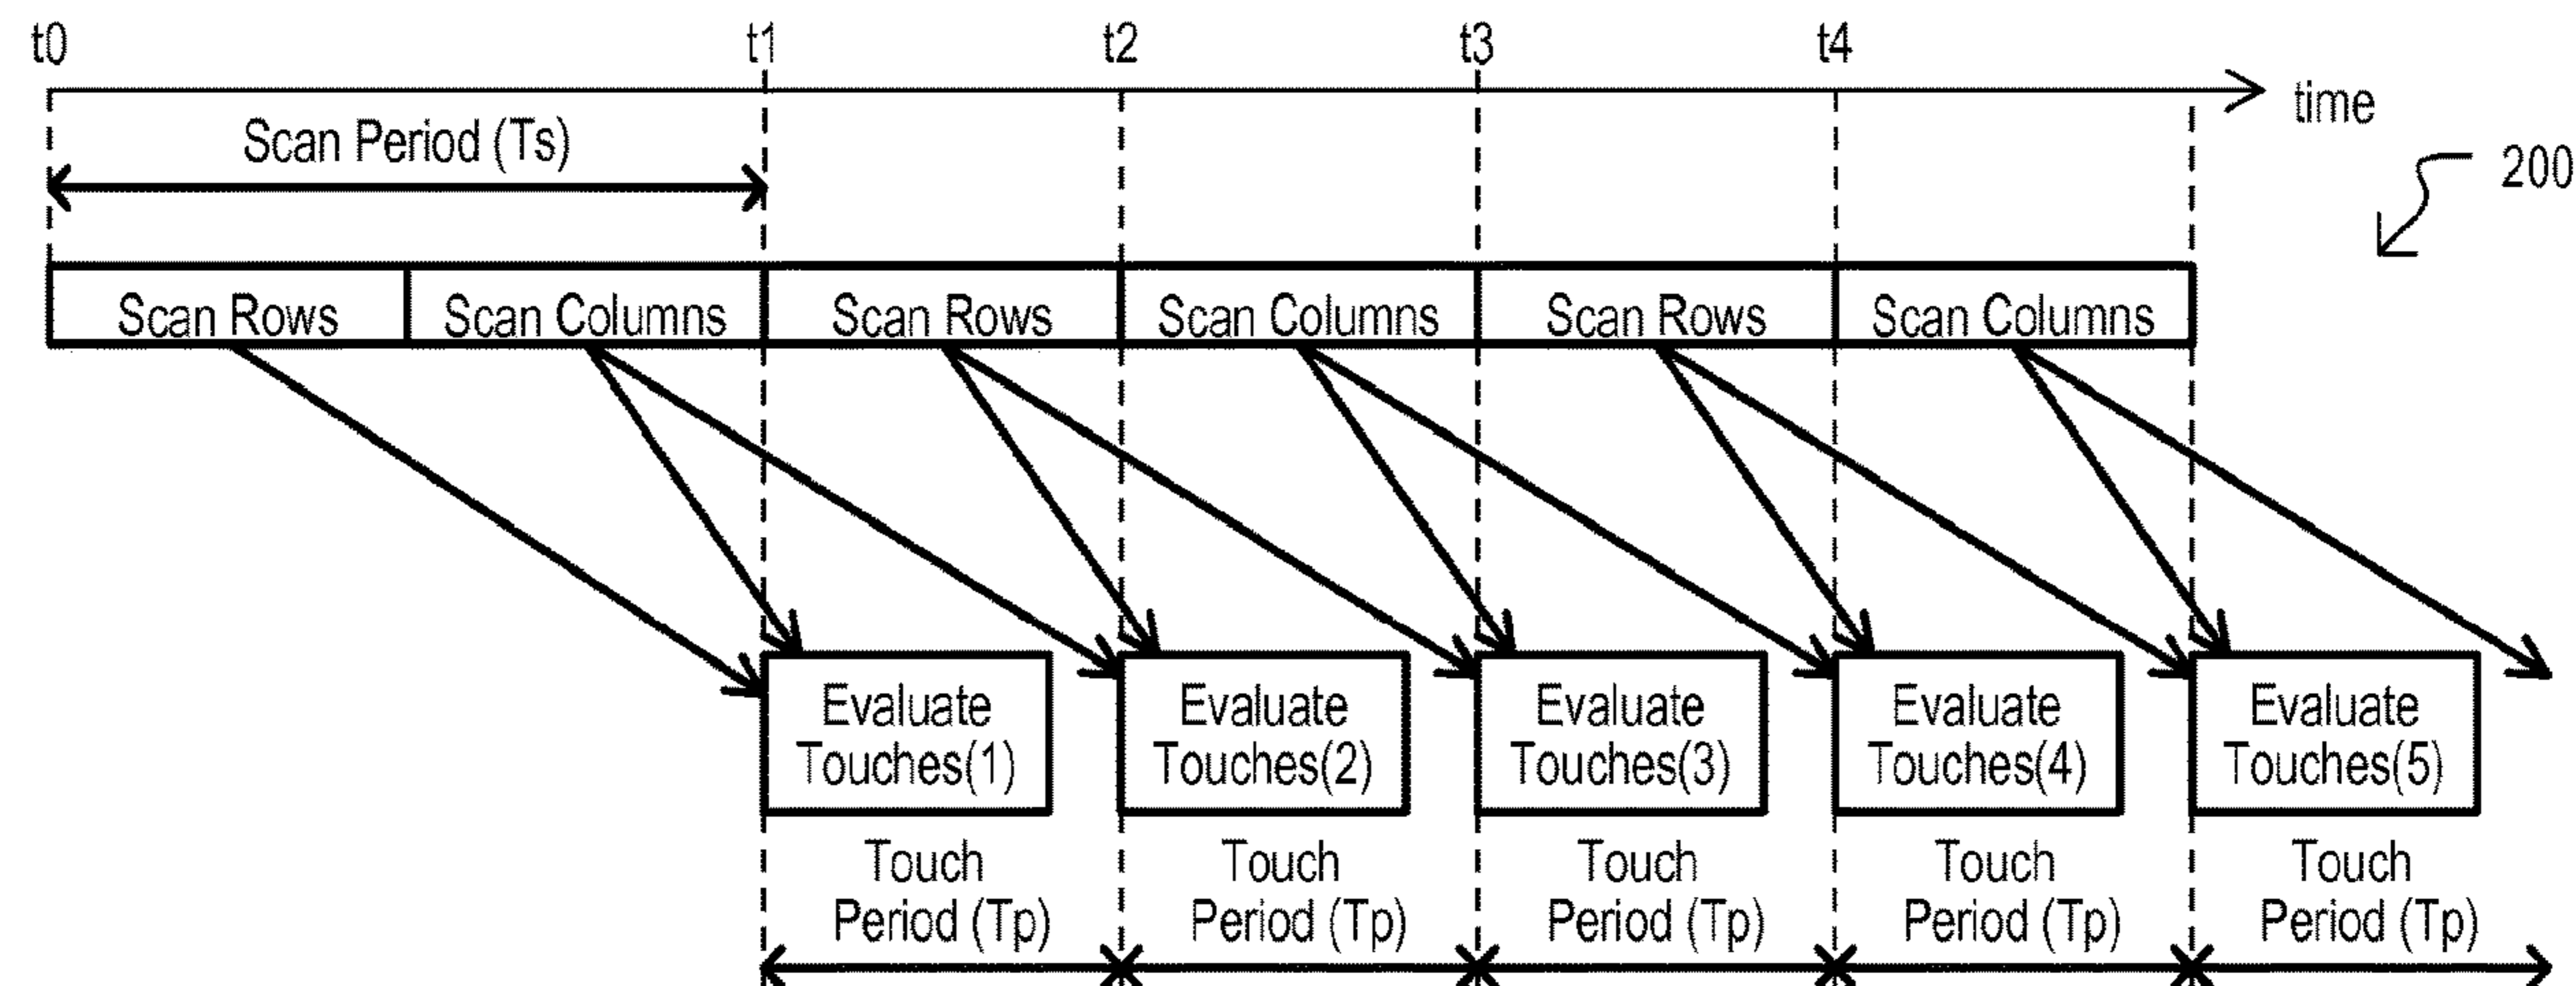 t0 t1 t2 t3 t4
time
Scan Period (Ts)
200
Scan Rows Scan Columns Scan Rows Scan Columns Scan Rows Scan Columns
Evaluate Evaluate Evaluate Evaluate Evaluate
Touches(1) Touches(2) Touches(3) Touches(4) Touches(5)
Touch Touch Touch Touch Touch
Period (Tp) Period (Tp) Period (Tp) Period (Tp) Period (Tp)